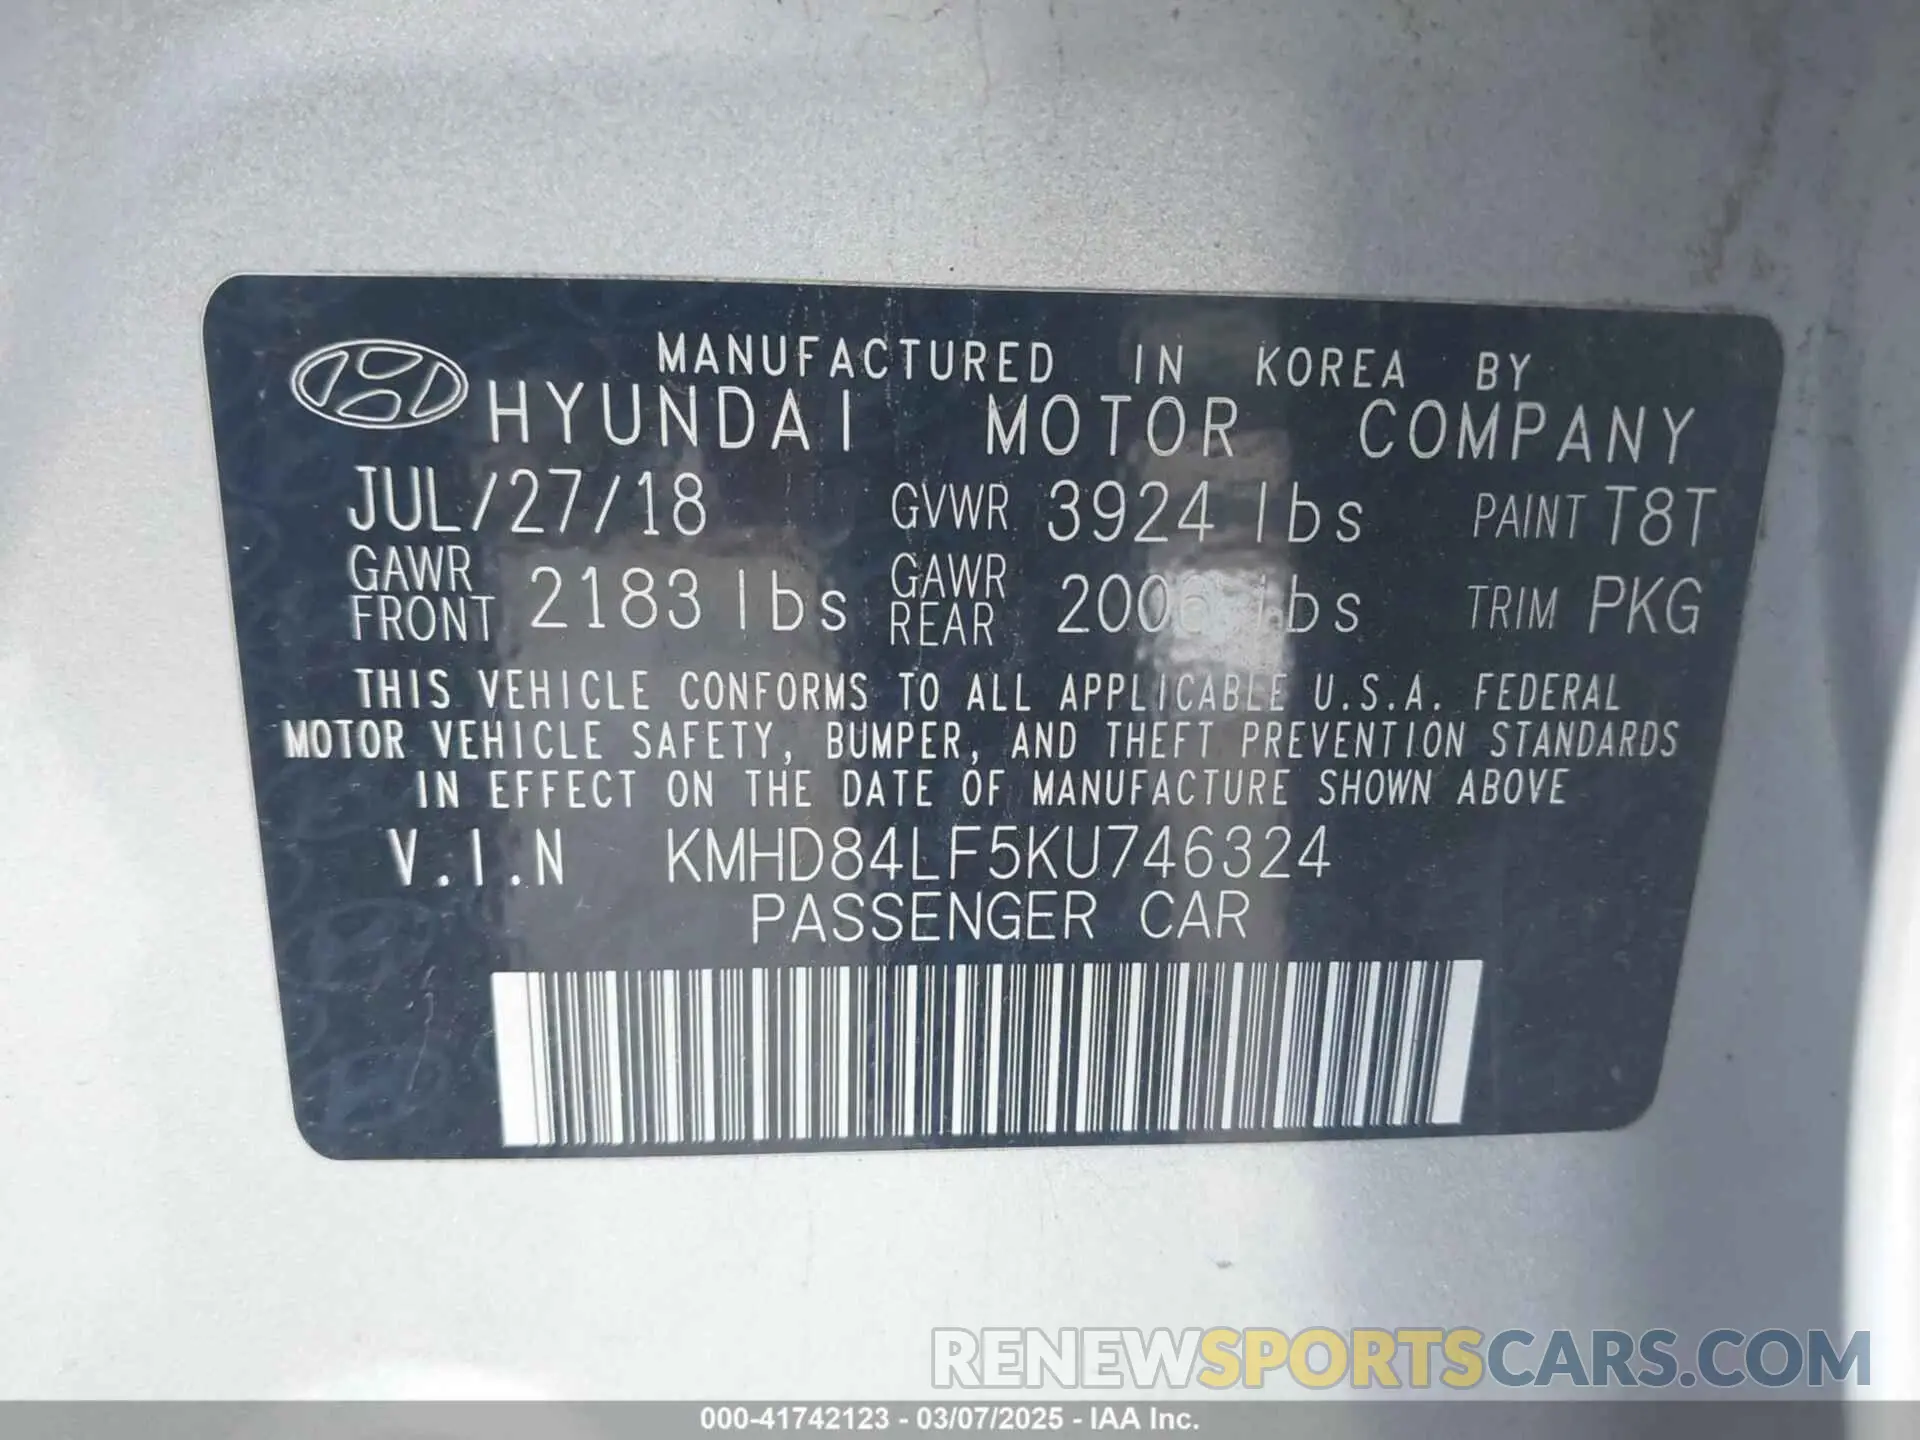 MANUFACTURED IN KOREA BY
HYUNDAI MOTOR COMPANY
JUL/27/18 GVWR 3924 lbs PAINT T8T
GAWR FRONT 2183 lbs GAWR REAR lbs TRIM PKG
THIS VEHICLE CONFORMS TO ALL APPLICABLE U.S.A. FEDERAL
MOTOR VEHICLE SAFETY, BUMPER, AND THEFT PREVENTION STANDARDS
IN EFFECT ON THE DATE OF MANUFACTURE SHOWN ABOVE
V.I.N KMHD84LF5KU746324
PASSENGER CAR
RENEWSPORTSCARS.COM
000-41742123 - 03/07/2025 - IAA Inc.